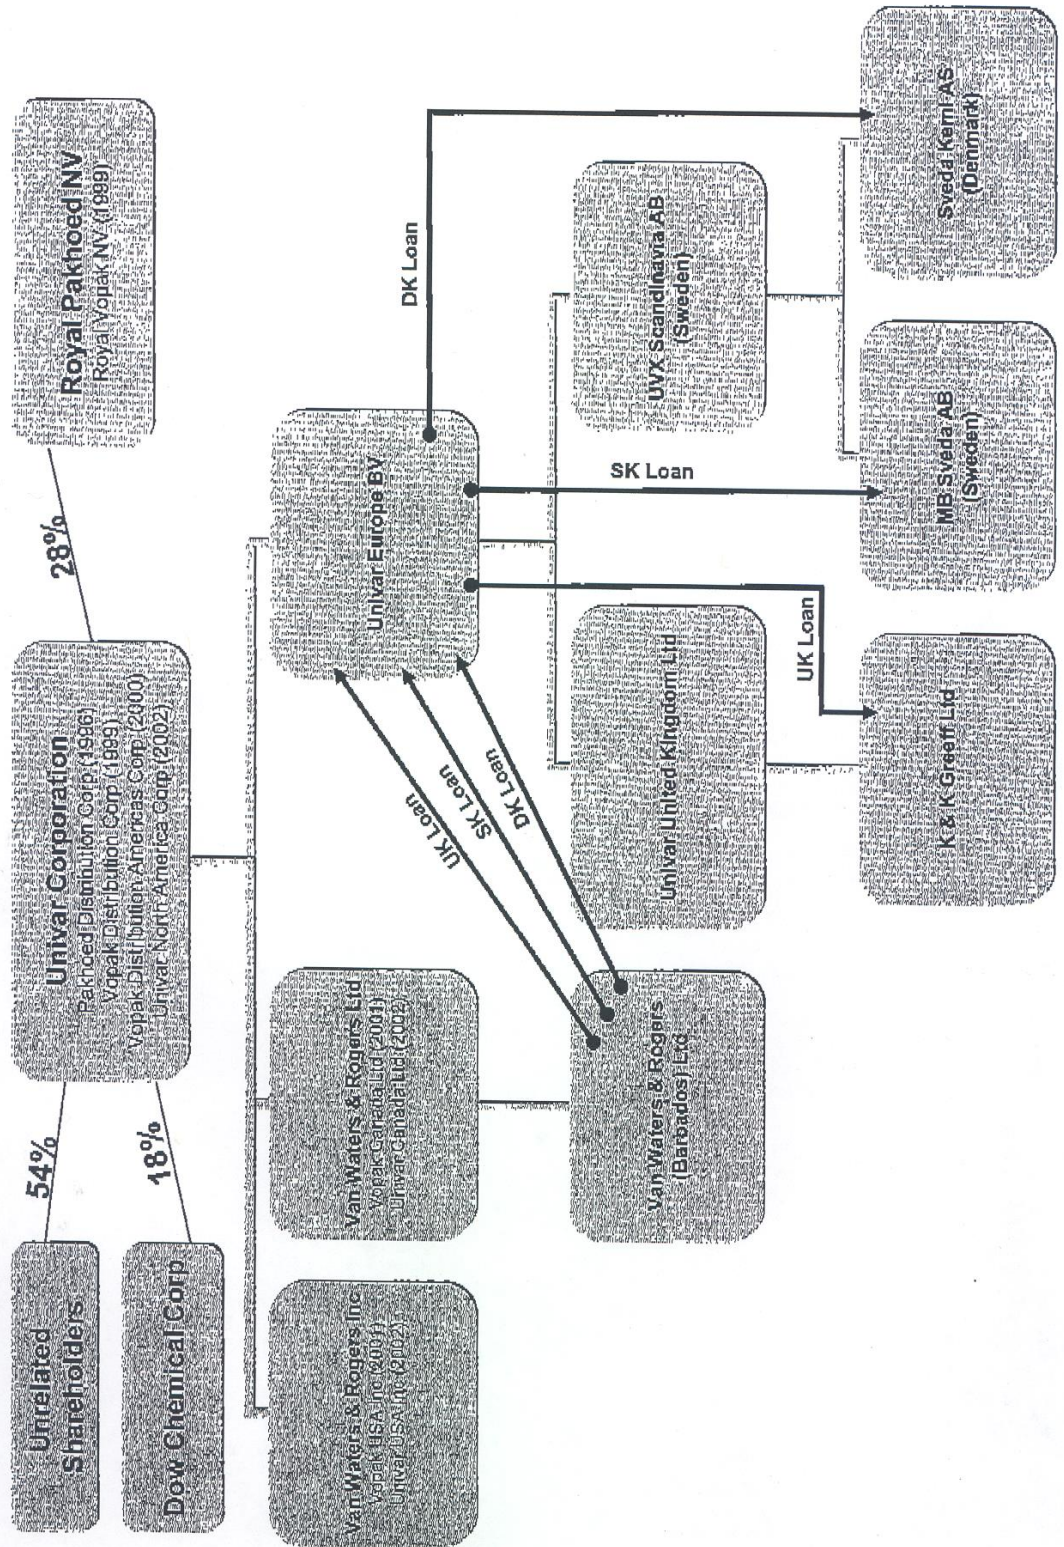 Unrelated
Shareholders
54%
Dow Chemical Corp.
18%
Univar Corporation
Pakhoed Distribution Corp (1996)
Vopak Distribution Corp (1999)
Vopak Distribution Americas Corp (2000)
Univar North America Corp (2002)
28%
Royal Pakhoed NV
Royal Vopak NV (1999)
Van Waters & Rogers Inc
Vopak USA Inc (2001)
Univar USA Inc (2002)
Van Waters & Rogers Ltd
Vopak Canada Ltd (2001)
Univar Canada Ltd (2002)
Univar Europe BV
UK Loan
SK Loan
DK Loan
DK Loan
SK Loan
UK Loan
Van Waters & Rogers
(Barbados) Ltd
Univar United Kingdom Ltd
UVX Scandinavia AB
(Sweden)
K & K Greeff Ltd
MB Sveda AB
(Sweden)
Sveda Kemi AS
(Denmark)